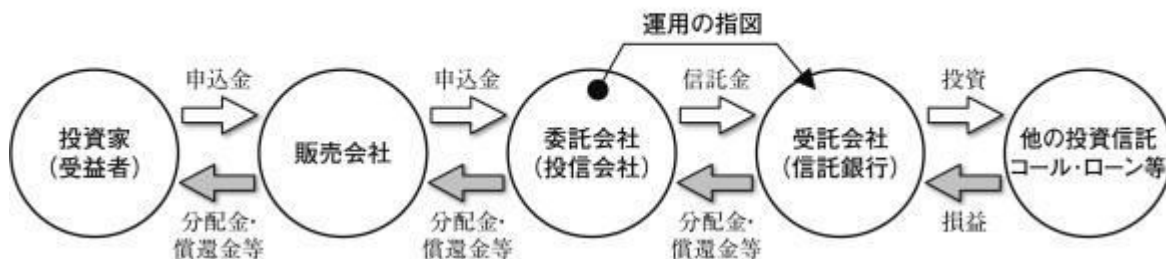 運用の指図
申込金
申込金
信託金
投資
投資家
(受益者)
販売会社
委託会社
(投信会社)
受託会社
(信託銀行)
他の投資信託
コール・ローン等
分配金・
償還金等
分配金・
償還金等
分配金・
償還金等
損益